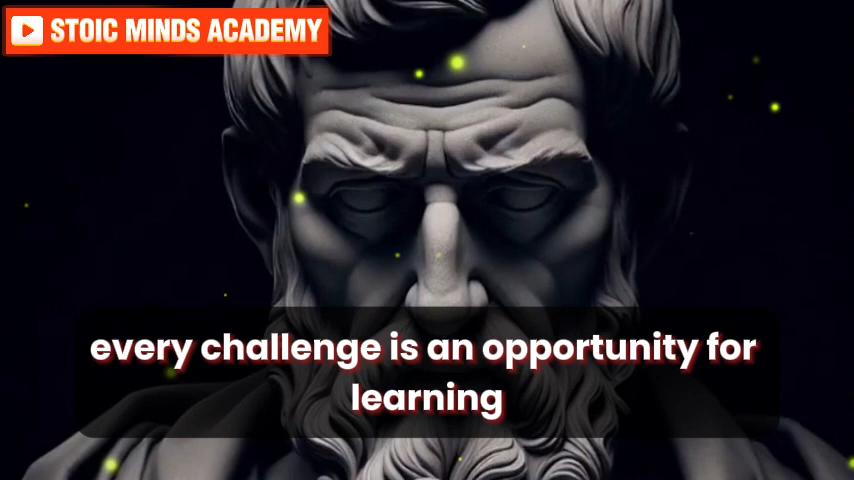 STOIC MINDS ACADEMY
every challenge is an opportunity for
learning